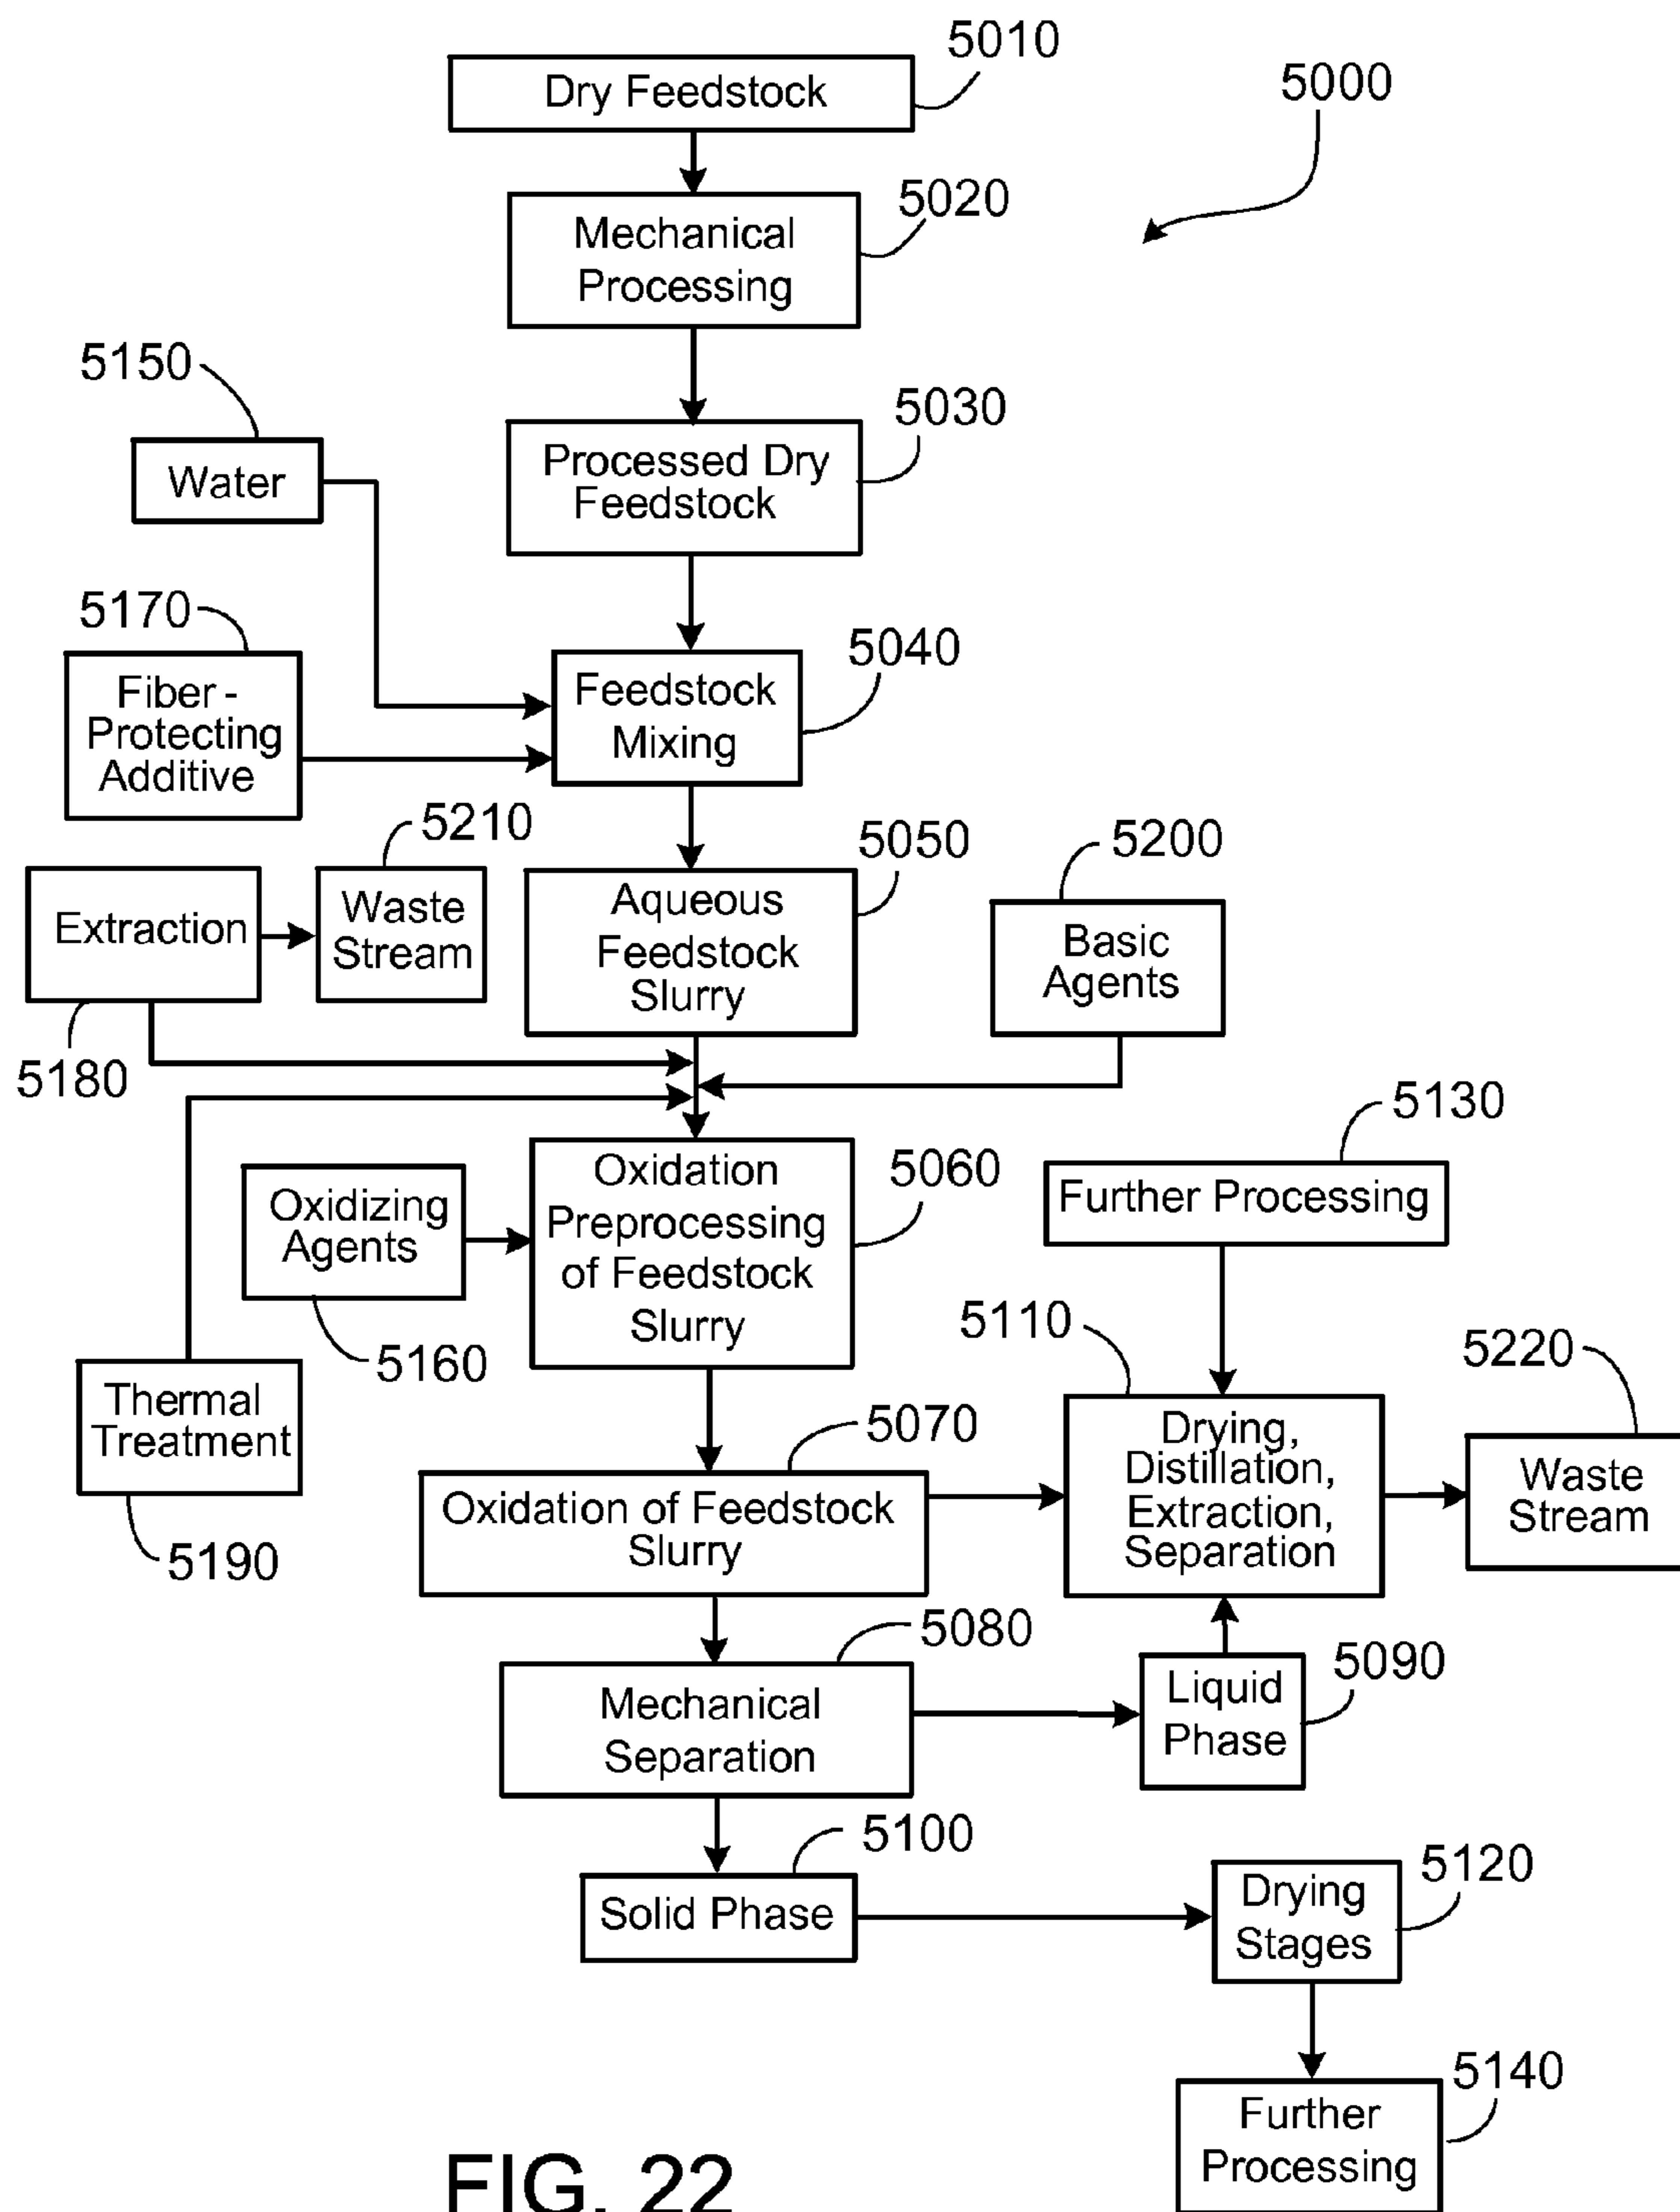 5010
Dry Feedstock
5000
5020
Mechanical
Processing
5150
5030
Water
Processed Dry
Feedstock
5170
5040
Fiber -
Protecting
Additive
Feedstock
Mixing
5210
5050
5200
Extraction
Waste
Stream
Aqueous
Feedstock
Slurry
Basic
Agents
5180
5130
5060
Oxidation
Preprocessing
of Feedstock
Slurry
Further Processing
Oxidizing
Agents
5110
5220
5160
Thermal
Treatment
5070
Drying,
Distillation,
Extraction,
Separation
Waste
Stream
Oxidation of Feedstock
Slurry
5190
5080
5090
Mechanical
Separation
Liquid
Phase
5100
5120
Solid Phase
Drying
Stages
5140
Further
Processing
FIG. 22